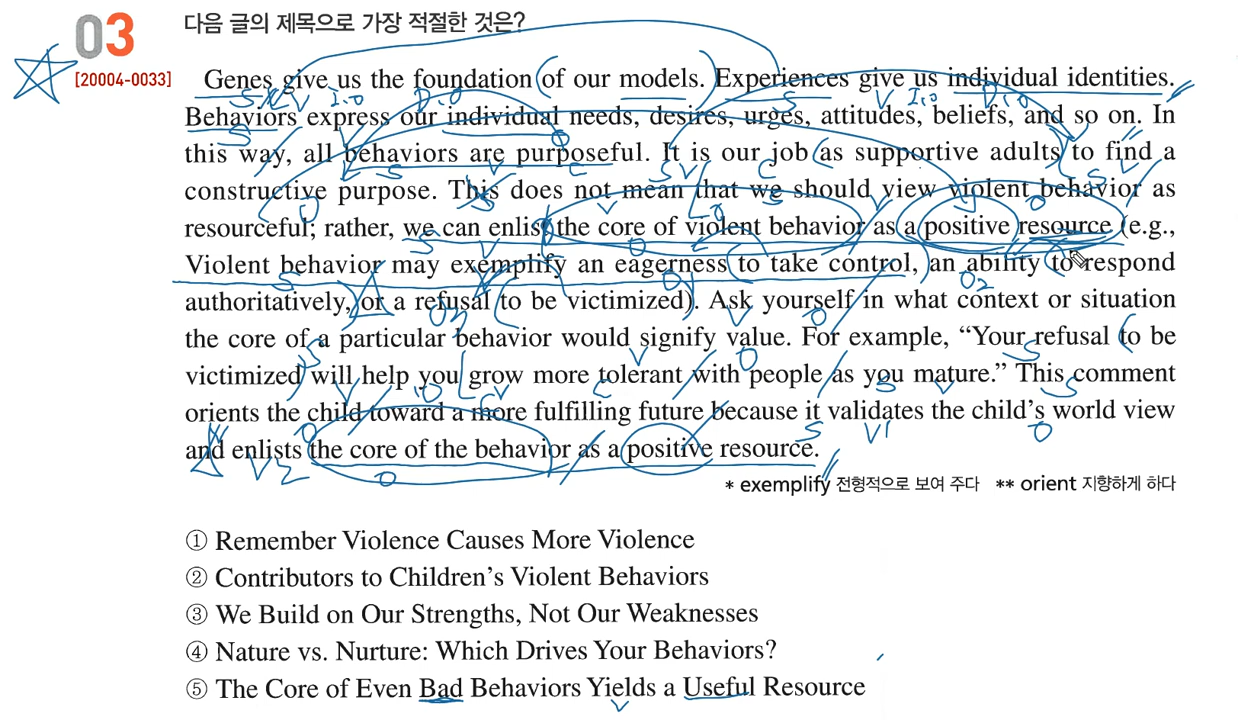 03
다음 글의 제목으로 가장 적절한 것은?
[20004-0033]
Genes give us the foundation of our models. Experiences give us individual identities.
S V I.O D.O S V I.O D.O
Behaviors express our individual needs, desires, urges, attitudes, beliefs, and so on. In
S V O
this way, all behaviors are purposeful. It is our job as supportive adults to find a
S V C S V C V
constructive purpose. This does not mean that we should view violent behavior as
O S V S V O
resourceful; rather, we can enlist the core of violent behavior as a positive resource (e.g.,
S V O
Violent behavior may exemplify an eagerness to take control, an ability to respond
S V O O2
authoritatively, or a refusal to be victimized). Ask yourself in what context or situation
O3 V O
the core of a particular behavior would signify value. For example, “Your refusal to be
S V O S
victimized will help you grow more tolerant with people as you mature.” This comment
V O C S V S
orients the child toward a more fulfilling future because it validates the child’s world view
V O S V1 O
and enlists the core of the behavior as a positive resource.
V2 O
* exemplify 전형적으로 보여 주다 ** orient 지향하게 하다
① Remember Violence Causes More Violence
② Contributors to Children’s Violent Behaviors
③ We Build on Our Strengths, Not Our Weaknesses
④ Nature vs. Nurture: Which Drives Your Behaviors?
⑤ The Core of Even Bad Behaviors Yields a Useful Resource
V